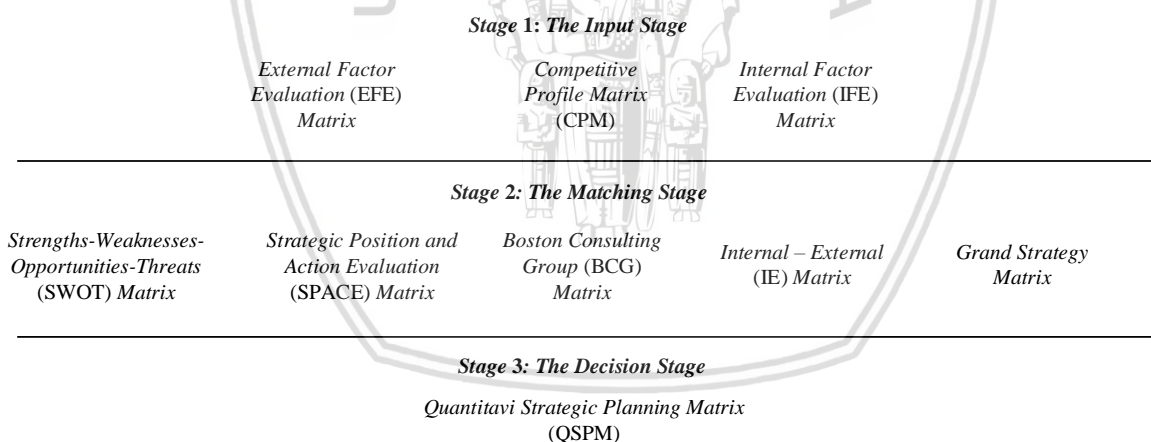 Stage 1: The Input Stage
External Factor
Evaluation (EFE)
Matrix
Competitive
Profile Matrix
(CPM)
Internal Factor
Evaluation (IFE)
Matrix
Stage 2: The Matching Stage
Strengths-Weaknesses-
Opportunities-Threats
(SWOT) Matrix
Strategic Position and
Action Evaluation
(SPACE) Matrix
Boston Consulting
Group (BCG)
Matrix
Internal – External
(IE) Matrix
Grand Strategy
Matrix
Stage 3: The Decision Stage
Quantitavi Strategic Planning Matrix
(QSPM)